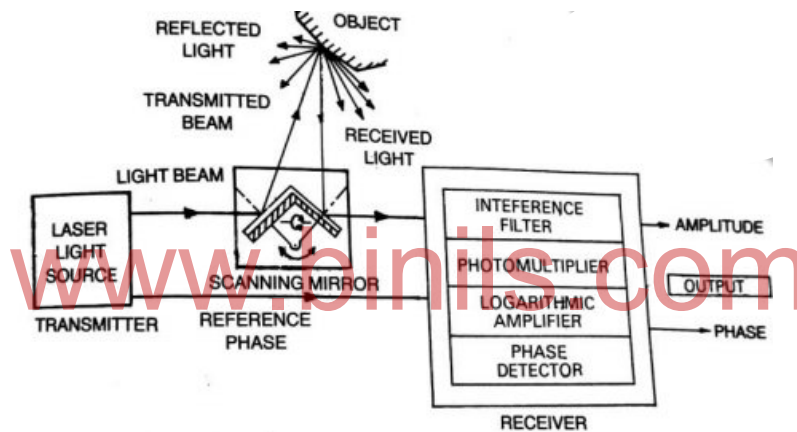 REFLECTED
LIGHT
OBJECT
TRANSMITTED
BEAM
RECEIVED
LIGHT
LIGHT BEAM
LASER
LIGHT
SOURCE
TRANSMITTER
SCANNING MIRROR
REFERENCE
PHASE
INTEFERENCE
FILTER
PHOTOMULTIPLIER
LOGARITHMIC
AMPLIFIER
PHASE
DETECTOR
RECEIVER
AMPLITUDE
OUTPUT
PHASE
www.binils.com